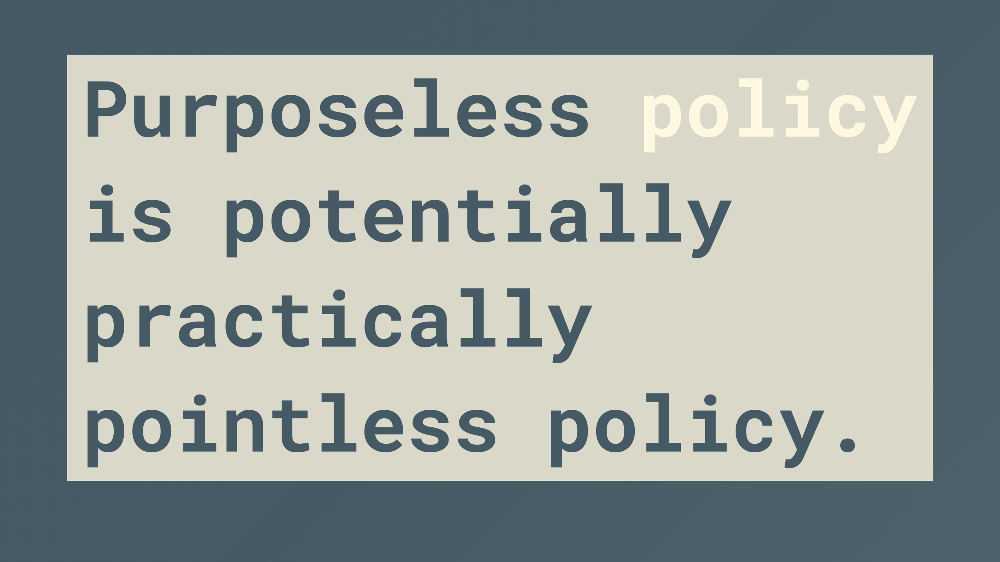 Purposeless policy
is potentially
practically
pointless policy.